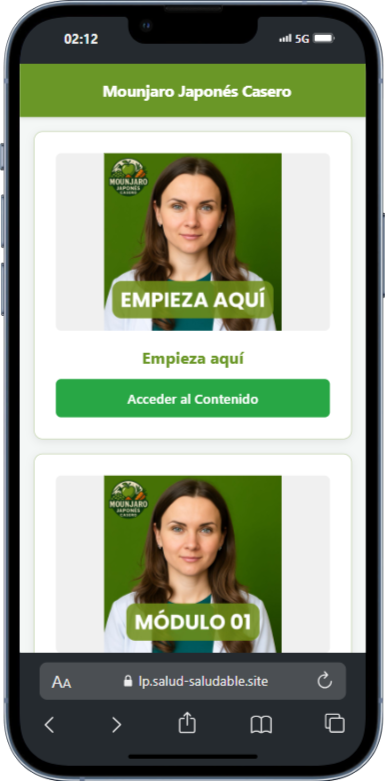 02:12
5G
Mounjaro Japonés Casero
MOUNJARO
JAPONÉS
CASERO
EMPIEZA AQUÍ
Empieza aquí
Acceder al Contenido
MOUNJARO
JAPONÉS
CASERO
MÓDULO 01
AA
lp.salud-saludable.site